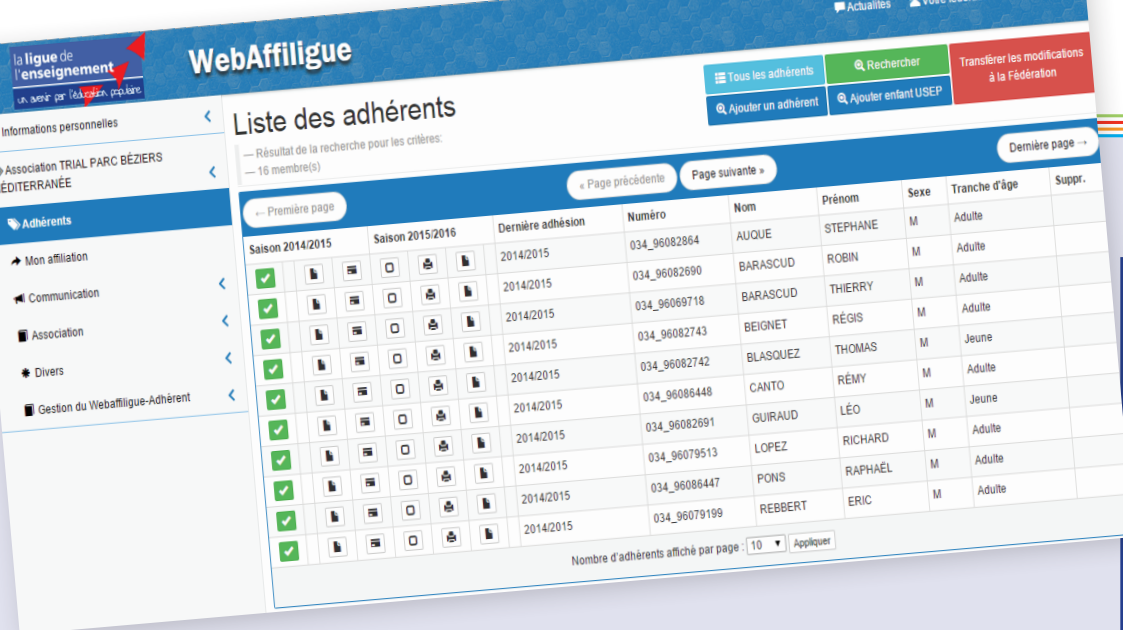 Actualités
la ligue de
l'enseignement
un avenir par l'éducation populaire
WebAffiligue
Informations personnelles
Association TRIAL PARC BÉZIERS
Adhérents
Mon affiliation
Communication
Association
Divers
Gestion du Webaffiligue-Adhérent
Liste des adhérents
— Résultat de la recherche pour les critères:
— 16 membre(s)
Tous les adhérents
Rechercher
Transférer les modifications
à la Fédération
Ajouter un adhérent
Ajouter enfant USEP
← Première page
« Page précédente
Page suivante »
Dernière page →
Saison 2014/2015 Saison 2015/2016 Dernière adhésion Numéro Nom Prénom Sexe Tranche d'âge Suppr.
2014/2015 034_96082864 AUQUE STEPHANE M Adulte
2014/2015 034_96082690 BARASCUD ROBIN M Adulte
2014/2015 034_96069718 BARASCUD THIERRY M Adulte
2014/2015 034_96082743 BEIGNET RÉGIS M Adulte
2014/2015 034_96082742 BLASQUEZ THOMAS M Jeune
2014/2015 034_96086448 CANTO RÉMY M Adulte
2014/2015 034_96082691 GUIRAUD LÉO M Jeune
2014/2015 034_96079513 LOPEZ RICHARD M Adulte
2014/2015 034_96086447 PONS RAPHAËL M Adulte
2014/2015 034_96079199 REBBERT ERIC M Adulte
Nombre d'adhérents affiché par page : 10 Appliquer